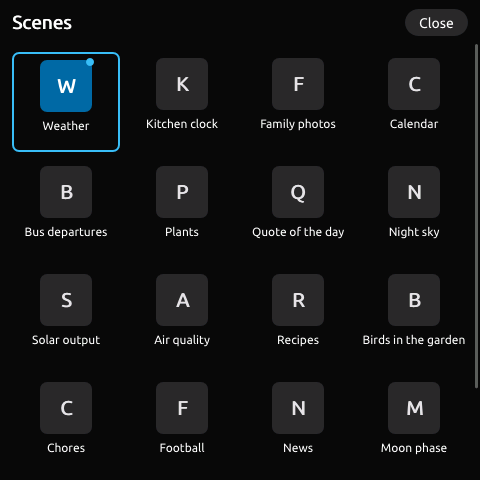 Scenes
Close
W
K
F
C
Weather
Kitchen clock
Family photos
Calendar
B
P
Q
N
Bus departures
Plants
Quote of the day
Night sky
S
A
R
B
Solar output
Air quality
Recipes
Birds in the garden
C
F
N
M
Chores
Football
News
Moon phase